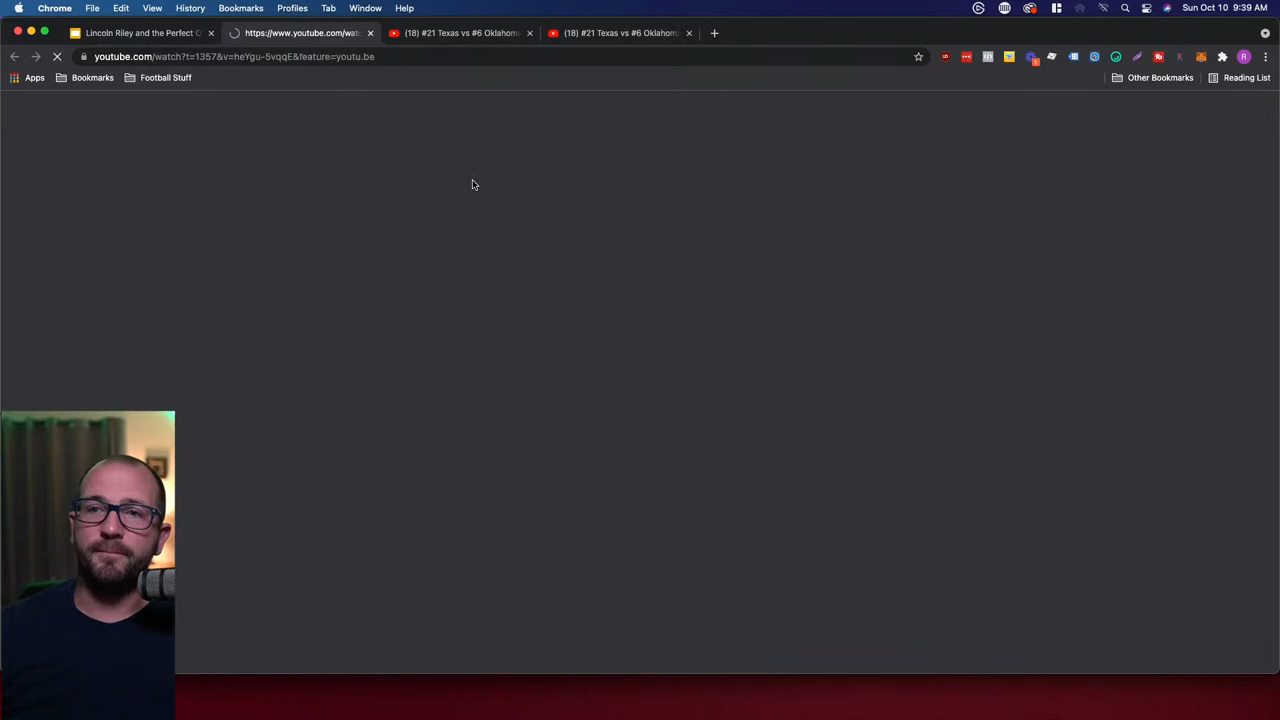 Chrome File Edit View History Bookmarks Profiles Tab Window Help Sun Oct 10 9:39 AM
Lincoln Riley and the Perfect O https://www.youtube.com/wat (18) #21 Texas vs #6 Oklahoma (18) #21 Texas vs #6 Oklahoma
youtube.com/watch?t=1357&v=heYgu-5vqqE&feature=youtu.be
Apps Bookmarks Football Stuff Other Bookmarks Reading List